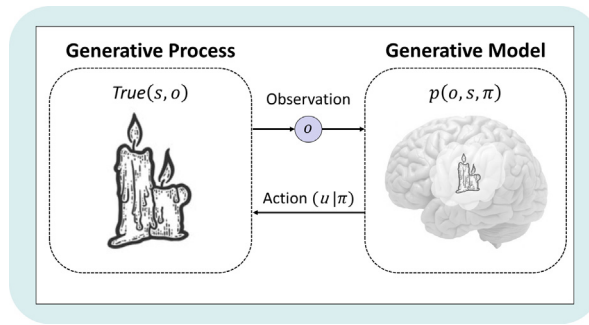 Generative Process
Generative Model
True(s, o)
Observation
p(o, s, π)
o
Action (u|π)